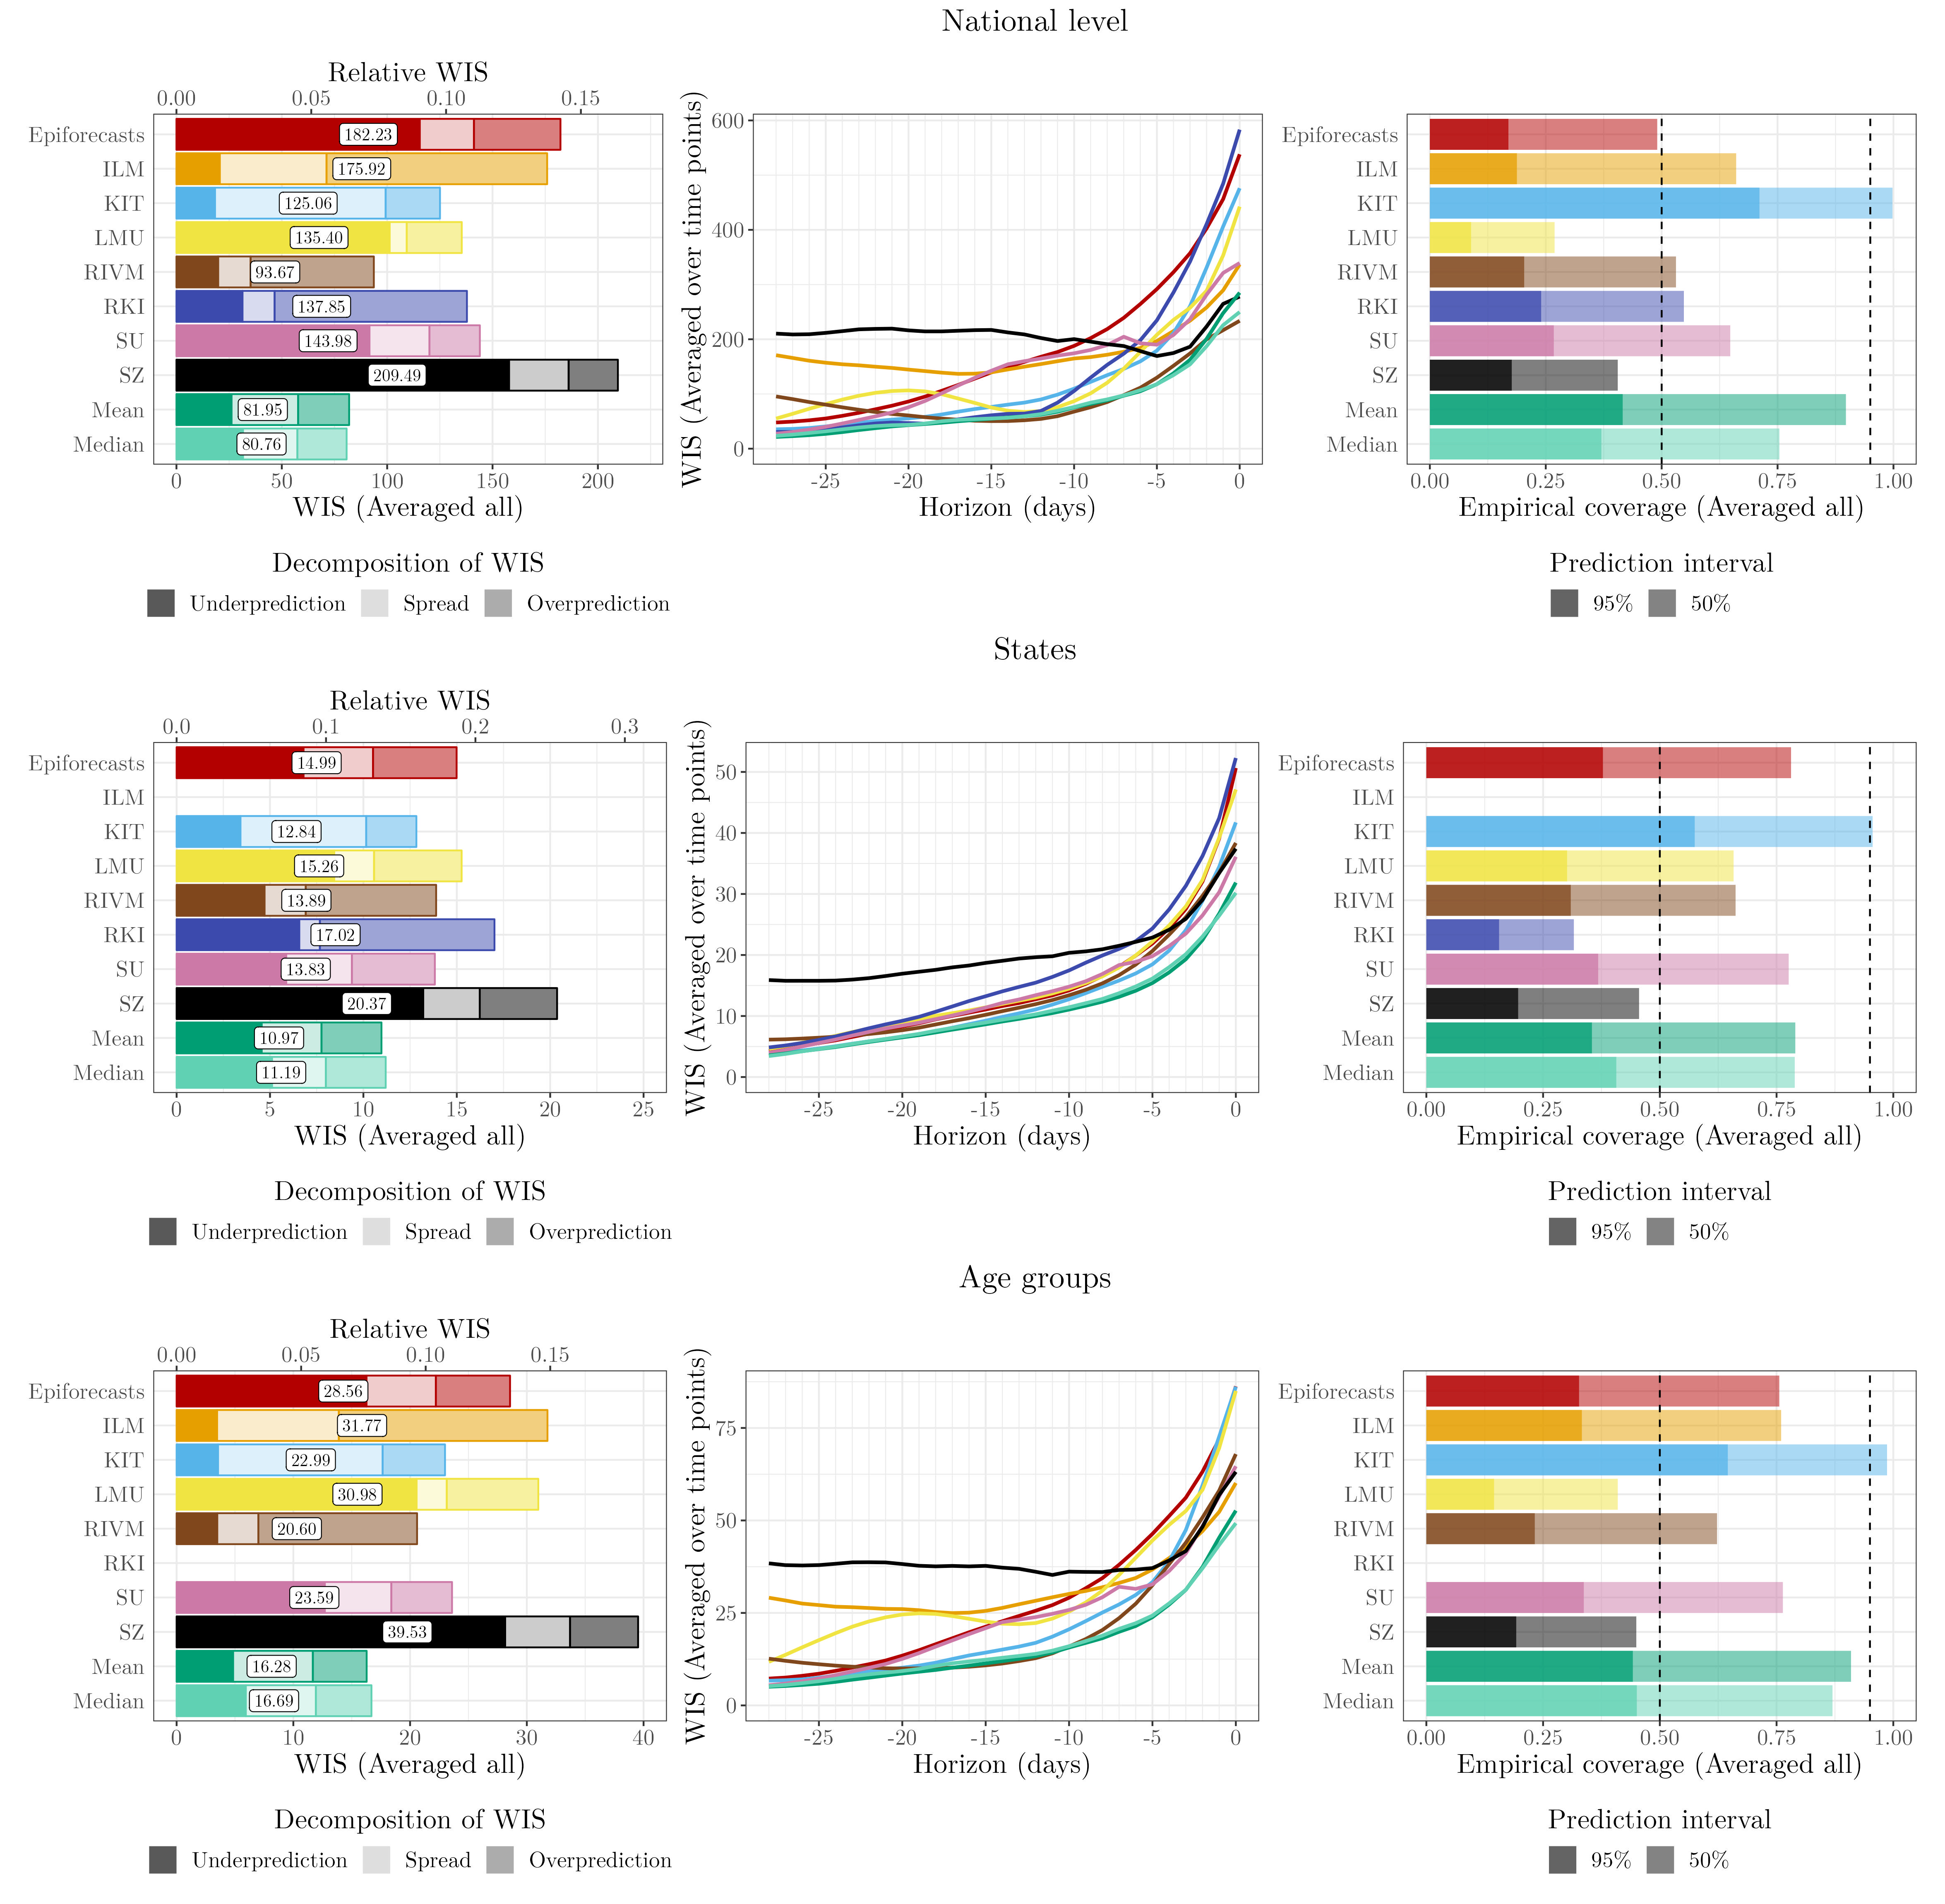 National level
Relative WIS
0.00 0.05 0.10 0.15
Epiforecasts 182.23
ILM 175.92
KIT 125.06
LMU 135.40
RIVM 93.67
RKI 137.85
SU 143.98
SZ 209.49
Mean 81.95
Median 80.76
0 50 100 150 200
WIS (Averaged all)
Decomposition of WIS
Underprediction Spread Overprediction
WIS (Averaged over time points)
600
400
200
0
-25 -20 -15 -10 -5 0
Horizon (days)
Epiforecasts
ILM
KIT
LMU
RIVM
RKI
SU
SZ
Mean
Median
0.00 0.25 0.50 0.75 1.00
Empirical coverage (Averaged all)
Prediction interval
95% 50%
States
Relative WIS
0.0 0.1 0.2 0.3
Epiforecasts 14.99
ILM
KIT 12.84
LMU 15.26
RIVM 13.89
RKI 17.02
SU 13.83
SZ 20.37
Mean 10.97
Median 11.19
0 5 10 15 20 25
WIS (Averaged all)
Decomposition of WIS
Underprediction Spread Overprediction
WIS (Averaged over time points)
50
40
30
20
10
0
-25 -20 -15 -10 -5 0
Horizon (days)
Epiforecasts
ILM
KIT
LMU
RIVM
RKI
SU
SZ
Mean
Median
0.00 0.25 0.50 0.75 1.00
Empirical coverage (Averaged all)
Prediction interval
95% 50%
Age groups
Relative WIS
0.00 0.05 0.10 0.15
Epiforecasts 28.56
ILM 31.77
KIT 22.99
LMU 30.98
RIVM 20.60
RKI
SU 23.59
SZ 39.53
Mean 16.28
Median 16.69
0 10 20 30 40
WIS (Averaged all)
Decomposition of WIS
Underprediction Spread Overprediction
WIS (Averaged over time points)
75
50
25
0
-25 -20 -15 -10 -5 0
Horizon (days)
Epiforecasts
ILM
KIT
LMU
RIVM
RKI
SU
SZ
Mean
Median
0.00 0.25 0.50 0.75 1.00
Empirical coverage (Averaged all)
Prediction interval
95% 50%